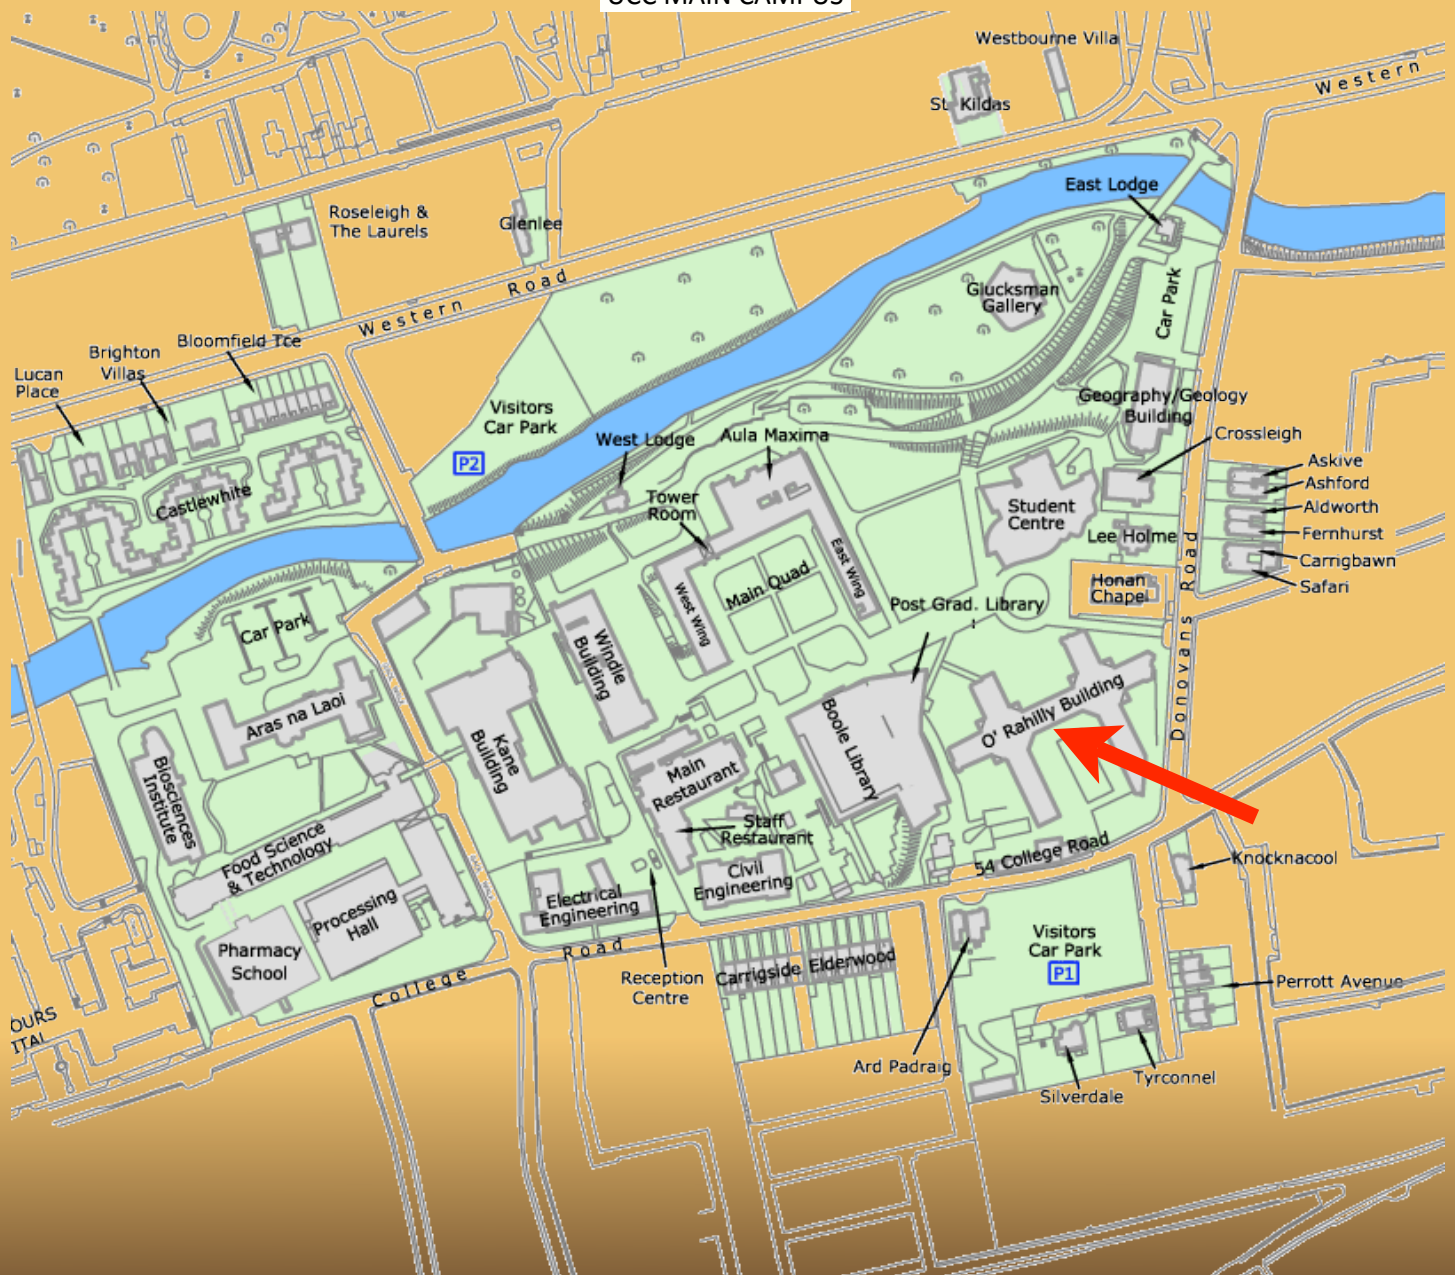 UCC MAIN CAMPUS
Westbourne Villa
Western
St. Kildas
East Lodge
Roseleigh &
The Laurels
Glenlee
Western Road
Glucksman
Gallery
Car Park
Bloomfield Tce
Brighton
Villas
Lucan
Place
Visitors
Car Park
P2
Geography/Geology
Building
Crossleigh
West Lodge
Aula Maxima
Askive
Ashford
Aldworth
Fernhurst
Carrigbawn
Safari
Castlewhite
Tower
Room
Student
Centre
Lee Holme
Honan
Chapel
East Wing
Main Quad
West Wing
Post Grad. Library
Donovans Road
Car Park
Windle
Building
Aras na Laoi
Kane
Building
Boole Library
O' Rahilly Building
Biosciences
Institute
Main
Restaurant
Staff
Restaurant
Food Science
& Technology
Civil
Engineering
54 College Road
Knocknacool
Electrical
Engineering
Processing
Hall
Pharmacy
School
College Road
Reception
Centre
Carrigside
Elderwood
Visitors
Car Park
P1
Perrott Avenue
OURS
ITAL
Ard Padraig
Silverdale
Tyrconnel